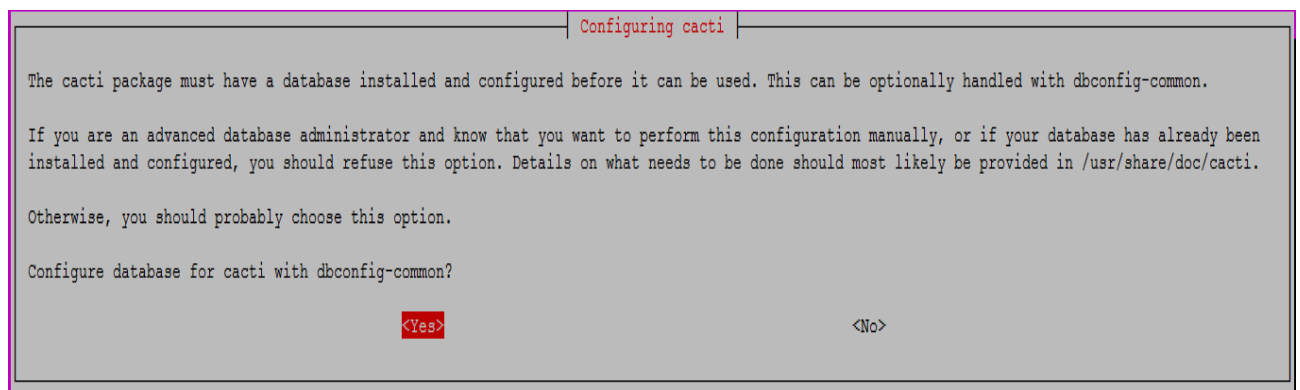 Configuring cacti
The cacti package must have a database installed and configured before it can be used. This can be optionally handled with dbconfig-common.
If you are an advanced database administrator and know that you want to perform this configuration manually, or if your database has already been
installed and configured, you should refuse this option. Details on what needs to be done should most likely be provided in /usr/share/doc/cacti.
Otherwise, you should probably choose this option.
Configure database for cacti with dbconfig-common?
<Yes> <No>